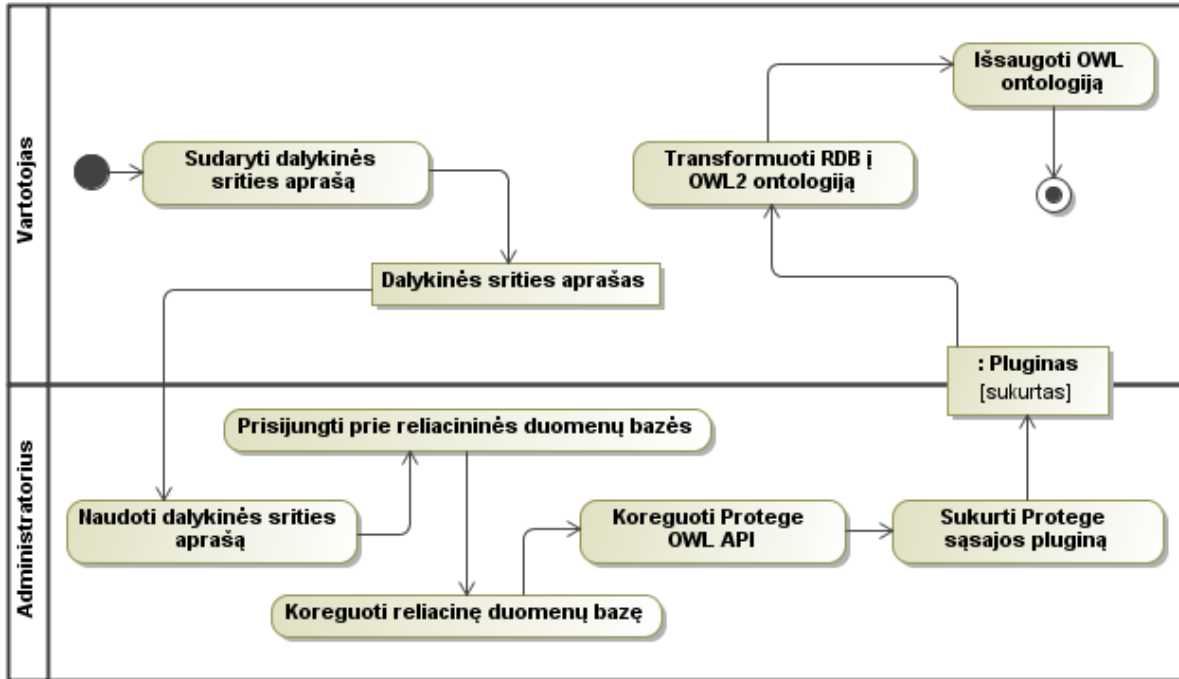 Vartotojas
Sudaryti dalykinės
srities aprašą
Dalykinės srities aprašas
Transformuoti RDB į
OWL2 ontologiją
Išsaugoti OWL
ontologiją
: Pluginas
[sukurtas]
Administratorius
Prisijungti prie reliacininės duomenų bazės
Naudoti dalykinės srities
aprašą
Koreguoti reliacinę duomenų bazę
Koreguoti Protege
OWL API
Sukurti Protege
sąsajos pluginą